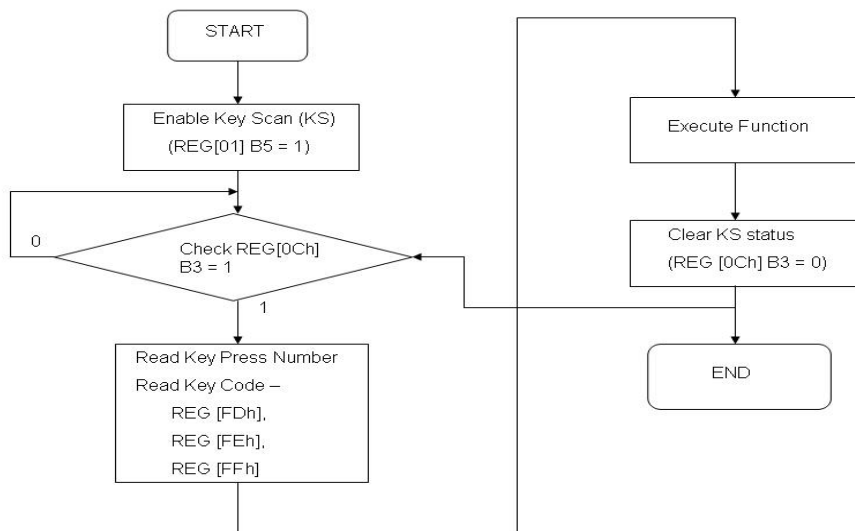 START
Enable Key Scan (KS)
(REG[01] B5 = 1)
0
Check REG[0Ch]
B3 = 1
1
Read Key Press Number
Read Key Code –
REG [FDh],
REG [FEh],
REG [FFh]
Execute Function
Clear KS status
(REG [0Ch] B3 = 0)
END